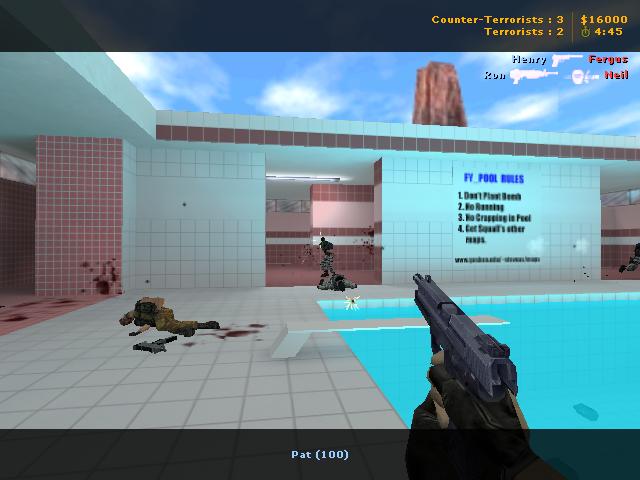 Counter-Terrorists : 3
$16000
Terrorists : 2
4:45
Henry Fergus
Ron Neil
FY_POOL RULES
1. Don't Plant Bomb
2. No Running
3. No Crapping in Pool
4. Get Squall's other
maps.
Pat (100)